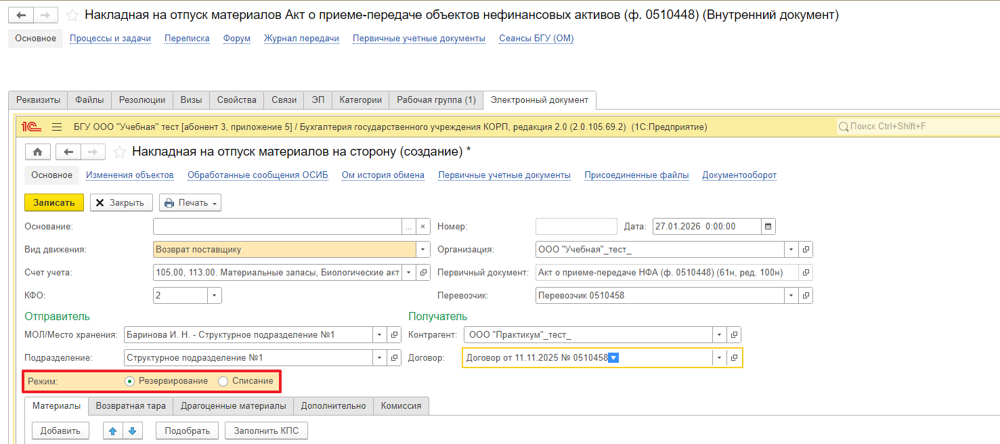 Накладная на отпуск материалов Акт о приеме-передаче объектов нефинансовых активов (ф. 0510448) (Внутренний документ)
Основное Процессы и задачи Переписка Форум Журнал передачи Первичные учетные документы Сеансы БГУ (ОМ)
Реквизиты Файлы Резолюции Визы Свойства Связи ЭП Категории Рабочая группа (1) Электронный документ
1С БГУ ООО "Учебная" тест [абонент 3, приложение 5] / Бухгалтерия государственного учреждения КОРП, редакция 2.0 (2.0.105.69.2) (1С:Предприятие) Поиск Ctrl+Shift+F
Накладная на отпуск материалов на сторону (создание) *
Основное Изменения объектов Обработанные сообщения ОСИБ Ом история обмена Первичные учетные документы Присоединенные файлы Документооборот
Записать Закрыть Печать
Основание: ... × Номер: Дата: 27.01.2026 0:00:00
Вид движения: Возврат поставщику Организация: ООО "Учебная"_тест_
Счет учета: 105.00, 113.00. Материальные запасы, Биологические акт Первичный документ: Акт о приеме-передаче НФА (ф. 0510448) (61н, ред. 100н)
КФО: 2 Перевозчик: Перевозчик 0510458
Отправитель Получатель
МОЛ/Место хранения: Баринова И. Н. - Структурное подразделение №1 Контрагент: ООО "Практикум"_тест_
Подразделение: Структурное подразделение №1 Договор: Договор от 11.11.2025 № 0510458
Режим: Резервирование Списание
Материалы Возвратная тара Драгоценные материалы Дополнительно Комиссия
Добавить Подобрать Заполнить КПС